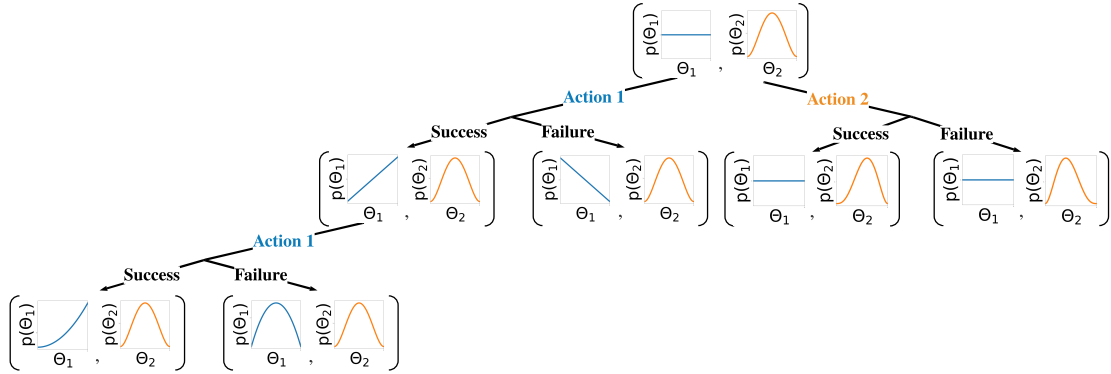 p(Θ₁) p(Θ₂)
Θ₁ , Θ₂
Action 1 Action 2
Success Failure Success Failure
p(Θ₁) p(Θ₂) p(Θ₁) p(Θ₂) p(Θ₁) p(Θ₂) p(Θ₁) p(Θ₂)
Θ₁ , Θ₂ Θ₁ , Θ₂ Θ₁ , Θ₂ Θ₁ , Θ₂
Action 1
Success Failure
p(Θ₁) p(Θ₂) p(Θ₁) p(Θ₂)
Θ₁ , Θ₂ Θ₁ , Θ₂